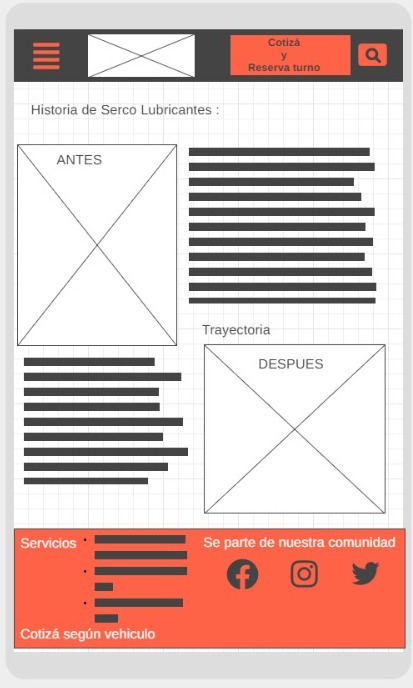 Cotizá
y
Reserva turno
Historia de Serco Lubricantes :
ANTES
Trayectoria
DESPUES
Servicios
Se parte de nuestra comunidad
Cotizá según vehiculo